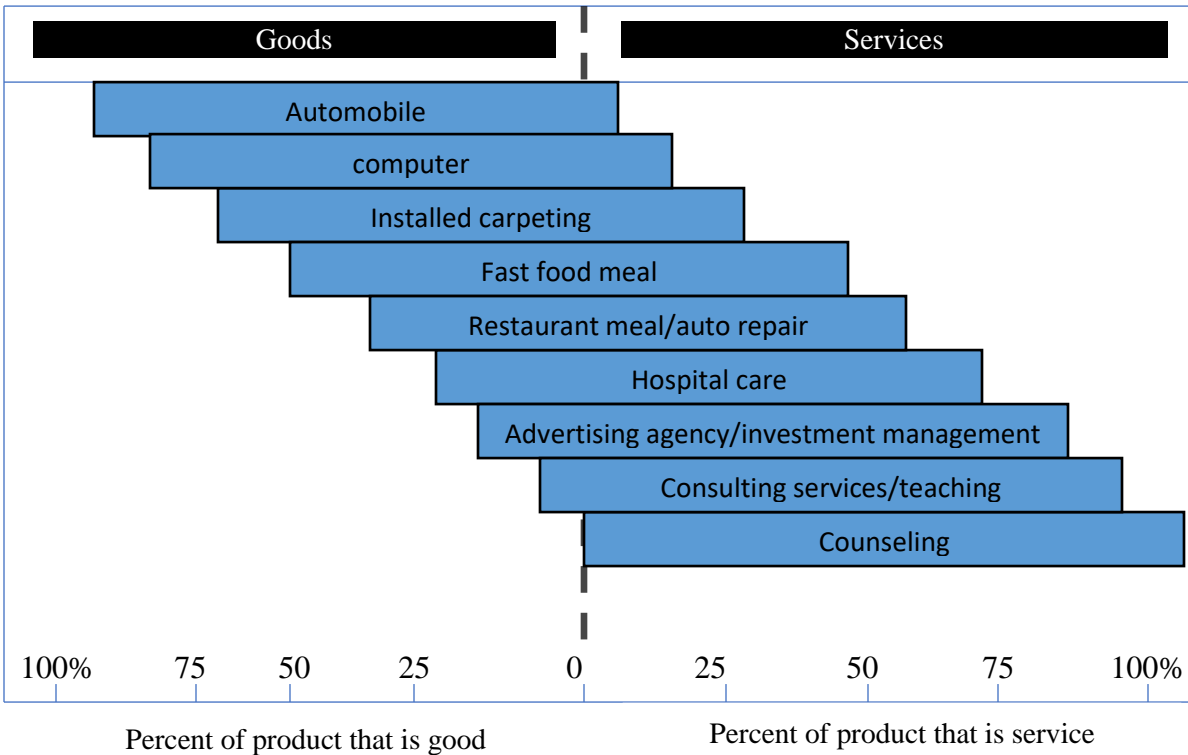 Goods Services
Automobile
computer
Installed carpeting
Fast food meal
Restaurant meal/auto repair
Hospital care
Advertising agency/investment management
Consulting services/teaching
Counseling
100% 75 50 25 0 25 50 75 100%
Percent of product that is good Percent of product that is service